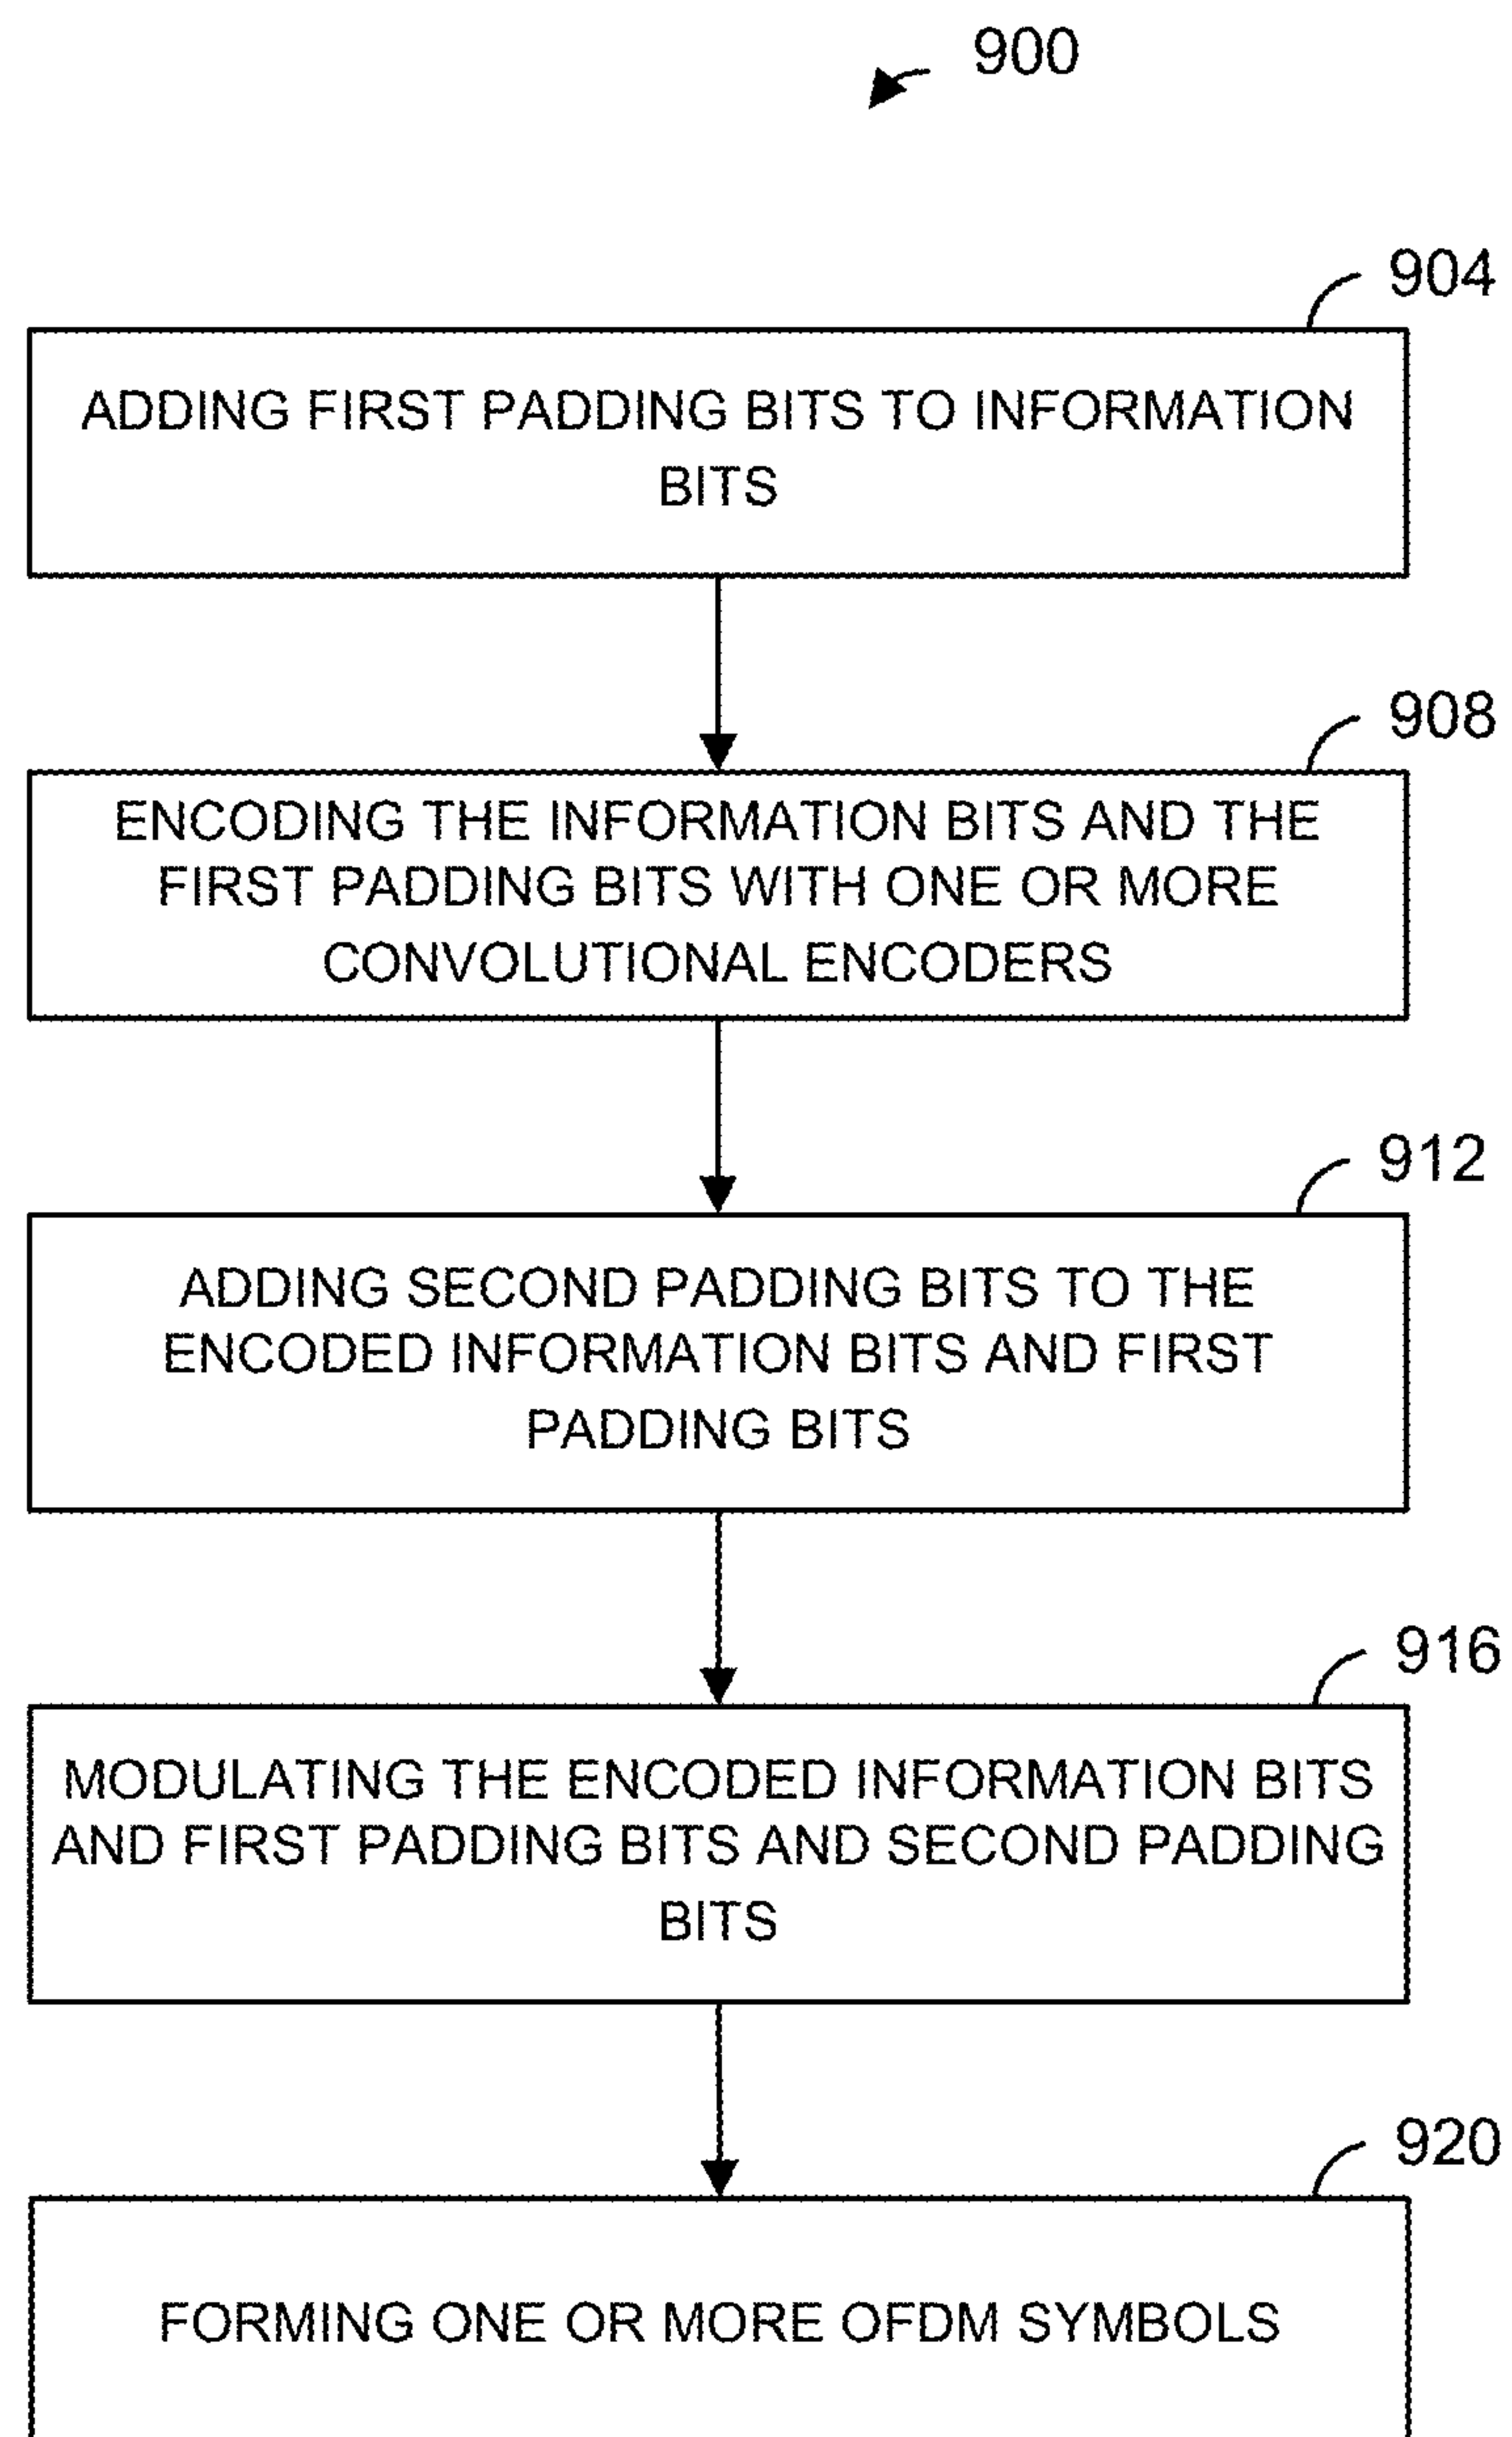 900
904
ADDING FIRST PADDING BITS TO INFORMATION
BITS
908
ENCODING THE INFORMATION BITS AND THE
FIRST PADDING BITS WITH ONE OR MORE
CONVOLUTIONAL ENCODERS
912
ADDING SECOND PADDING BITS TO THE
ENCODED INFORMATION BITS AND FIRST
PADDING BITS
916
MODULATING THE ENCODED INFORMATION BITS
AND FIRST PADDING BITS AND SECOND PADDING
BITS
920
FORMING ONE OR MORE OFDM SYMBOLS